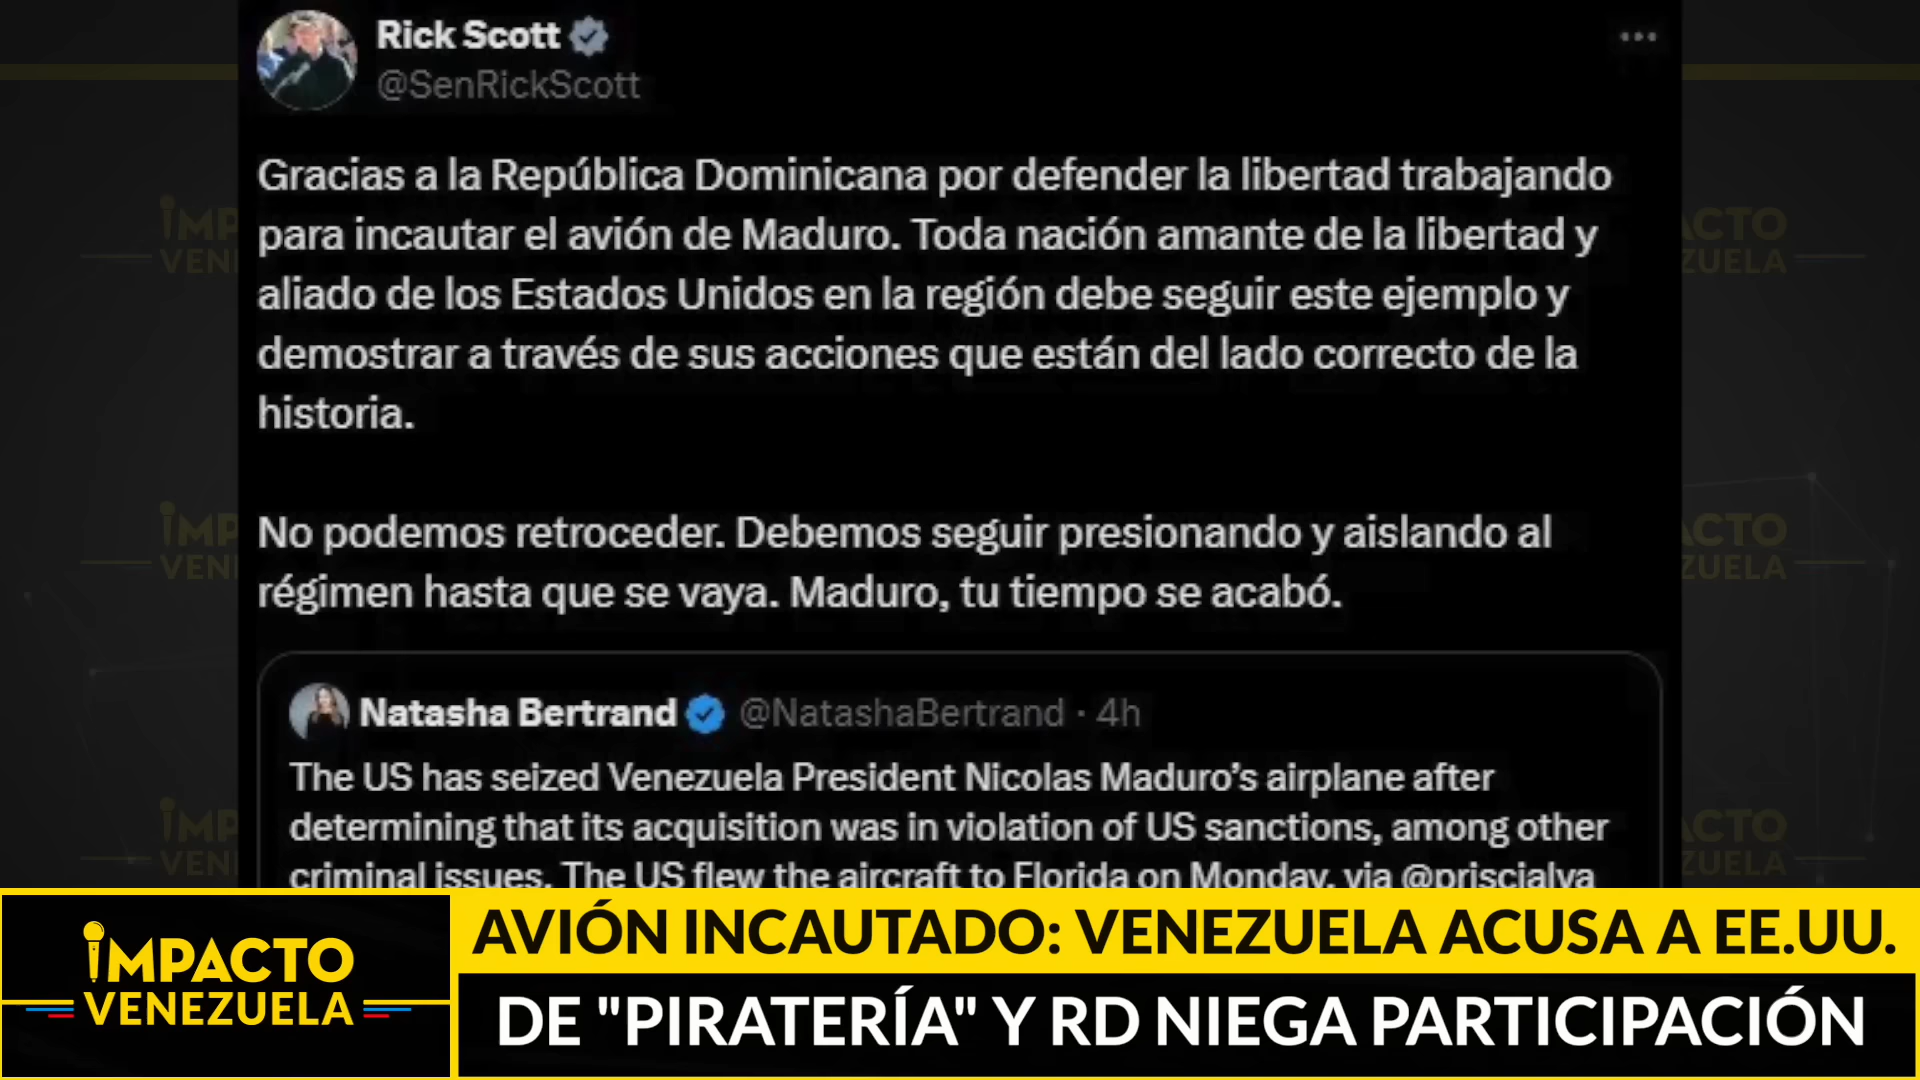 Rick Scott
@SenRickScott
Gracias a la República Dominicana por defender la libertad trabajando
para incautar el avión de Maduro. Toda nación amante de la libertad y
aliado de los Estados Unidos en la región debe seguir este ejemplo y
demostrar a través de sus acciones que están del lado correcto de la
historia.
No podemos retroceder. Debemos seguir presionando y aislando al
régimen hasta que se vaya. Maduro, tu tiempo se acabó.
Natasha Bertrand @NatashaBertrand · 4h
The US has seized Venezuela President Nicolas Maduro’s airplane after
determining that its acquisition was in violation of US sanctions, among other
criminal issues. The US flew the aircraft to Florida on Monday, via @priscialva
IMPACTO
VENEZUELA
AVIÓN INCAUTADO: VENEZUELA ACUSA A EE.UU.
DE "PIRATERÍA" Y RD NIEGA PARTICIPACIÓN